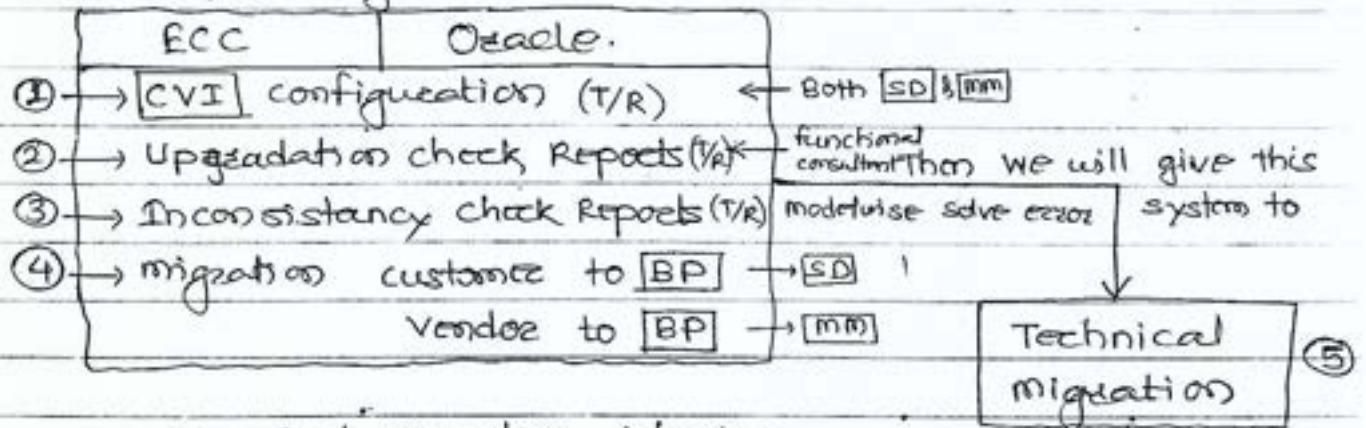 ECC Oracle.
① → CVI configuration (T/R) ← Both SD & MM
② → Upgradation check Reports (T/R) ← functional consultant Then we will give this
③ → Inconsistancy check Reports (T/R) modelwise solve error system to
④ → migration customer to BP → SD
Vendor to BP → MM
Technical migration ⑤